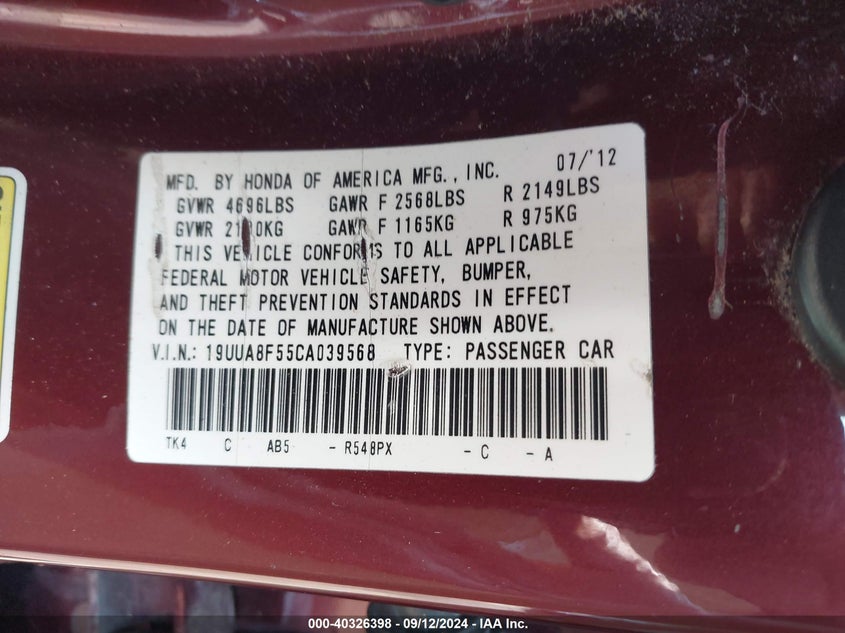 MFD. BY HONDA OF AMERICA MFG., INC. 07/'12
GVWR 4696LBS GAWR F 2568LBS R 2149LBS
GVWR KG GAWR F 1165KG R 975KG
THIS VEHICLE CONFORMS TO ALL APPLICABLE
FEDERAL MOTOR VEHICLE SAFETY, BUMPER,
AND THEFT PREVENTION STANDARDS IN EFFECT
ON THE DATE OF MANUFACTURE SHOWN ABOVE.
V.I.N.: 19UUA8F55CA039568 TYPE: PASSENGER CAR
TK4 C AB5 - R548PX - C - A
000-40326398 - 09/12/2024 - IAA Inc.